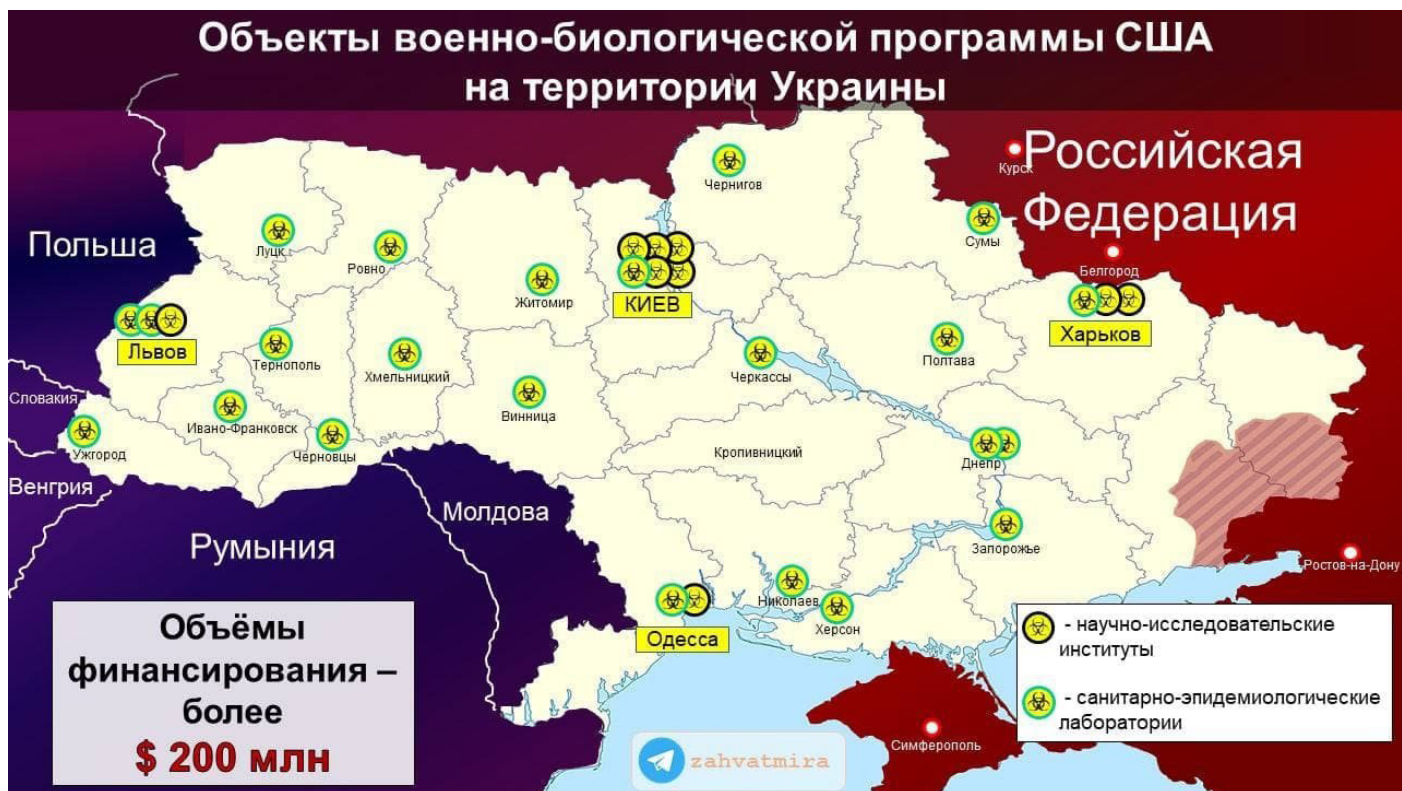 Объекты военно-биологической программы США
на территории Украины
Российская
Федерация
Курск
Чернигов
Сумы
Луцк
Ровно
Польша
Белгород
Житомир
КИЕВ
Харьков
Львов
Тернополь
Хмельницкий
Черкассы
Полтава
Словакия
Ивано-Франковск
Винница
Ужгород
Черновцы
Кропивницкий
Днепр
Венгрия
Молдова
Румыния
Запорожье
Ростов-на-Дону
Николаев
Херсон
Одесса
Объёмы
финансирования –
более
$ 200 млн
- научно-исследовательские
институты
- санитарно-эпидемиологические
лаборатории
Симферополь
zahvatmira